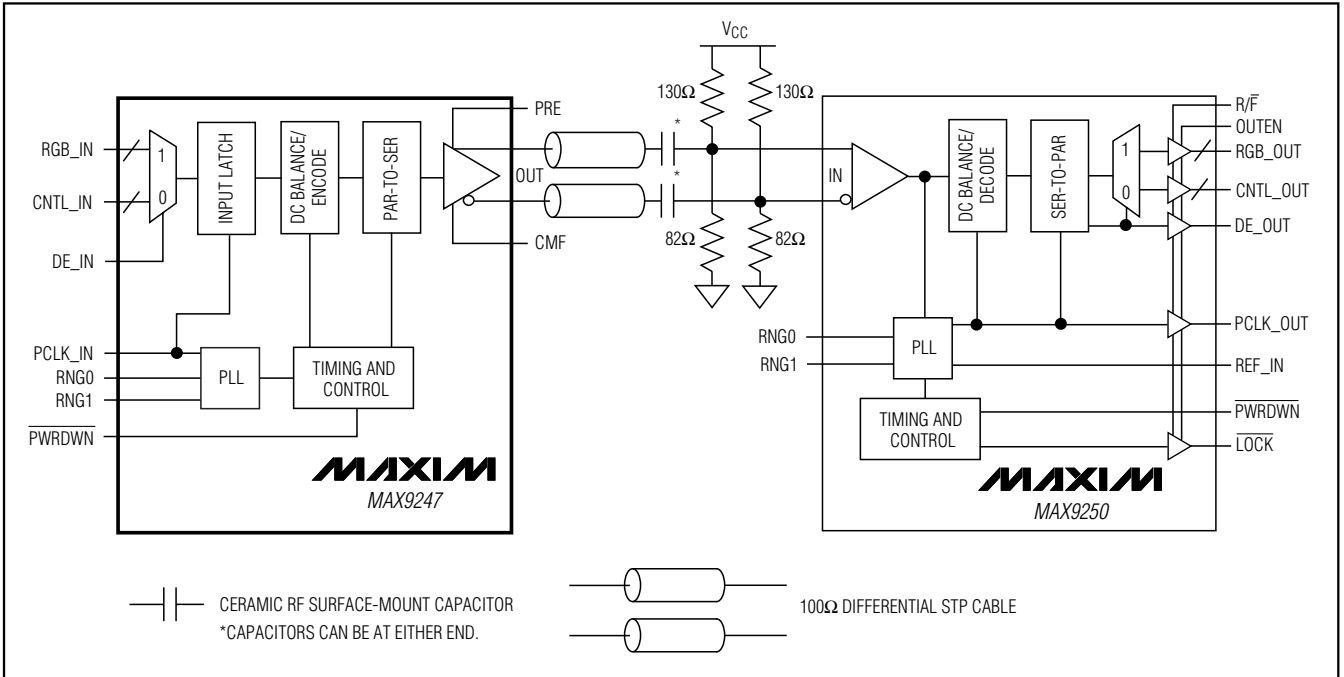 VCC
130Ω
130Ω
*
*
82Ω
82Ω
RGB_IN
CNTL_IN
DE_IN
PCLK_IN
RNG0
RNG1
PWRDWN
1
0
INPUT LATCH
DC BALANCE/
ENCODE
PAR-TO-SER
PLL
TIMING AND
CONTROL
PRE
OUT
CMF
MAXIM
MAX9247
IN
DC BALANCE/
DECODE
SER-TO-PAR
1
0
RNG0
RNG1
PLL
TIMING AND
CONTROL
R/F̅
OUTEN
RGB_OUT
CNTL_OUT
DE_OUT
PCLK_OUT
REF_IN
PWRDWN
LOCK
MAXIM
MAX9250
CERAMIC RF SURFACE-MOUNT CAPACITOR
*CAPACITORS CAN BE AT EITHER END.
100Ω DIFFERENTIAL STP CABLE